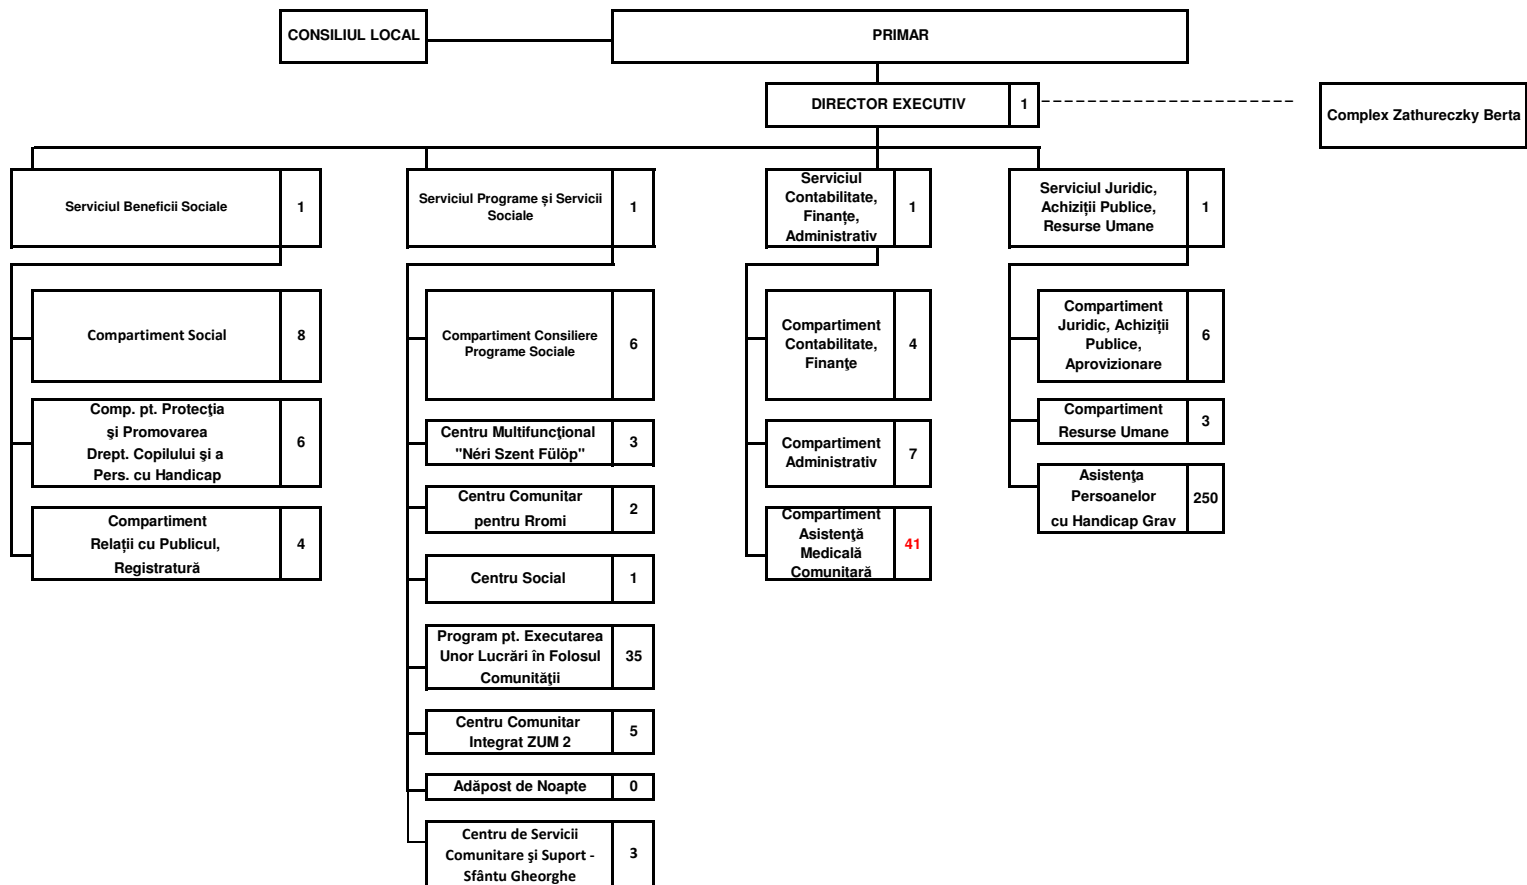 CONSILIUL LOCAL
PRIMAR
DIRECTOR EXECUTIV
1
Complex Zathureczky Berta
Serviciul Beneficii Sociale
1
Compartiment Social
8
Comp. pt. Protecţia
şi Promovarea
Drept. Copilului şi a
Pers. cu Handicap
6
Compartiment
Relații cu Publicul,
Registratură
4
Serviciul Programe și Servicii
Sociale
1
Compartiment Consiliere
Programe Sociale
6
Centru Multifuncţional
"Néri Szent Fülöp"
3
Centru Comunitar
pentru Rromi
2
Centru Social
1
Program pt. Executarea
Unor Lucrări în Folosul
Comunităţii
35
Centru Comunitar
Integrat ZUM 2
5
Adăpost de Noapte
0
Centru de Servicii
Comunitare şi Suport -
Sfântu Gheorghe
3
Serviciul
Contabilitate,
Finanțe,
Administrativ
1
Compartiment
Contabilitate,
Finanţe
4
Compartiment
Administrativ
7
Compartiment
Asistenţă
Medicală
Comunitară
41
Serviciul Juridic,
Achiziții Publice,
Resurse Umane
1
Compartiment
Juridic, Achiziții
Publice,
Aprovizionare
6
Compartiment
Resurse Umane
3
Asistenţa
Persoanelor
cu Handicap Grav
250